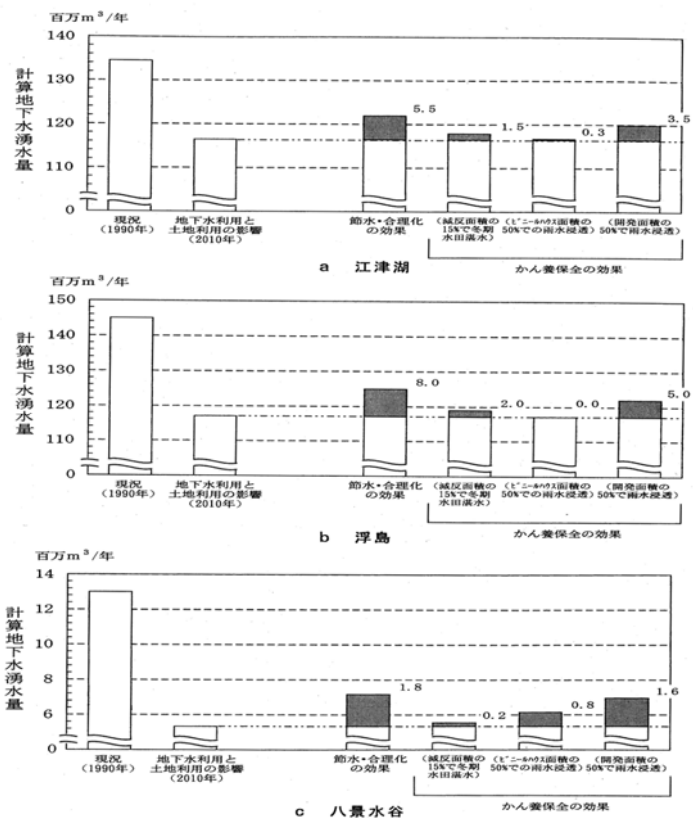 百万m³/年
計算地下水湧水量
140
130
120
110
0
5.5
1.5
0.3
3.5
現況
(1990年)
地下水利用と
土地利用の影響
(2010年)
節水・合理化
の効果
(減反面積の
15%で冬期
水田湛水)
(ビニールハウス面積の
50%での雨水浸透)
(開発面積の
50%で雨水浸透)
かん養保全の効果
a 江津湖
百万m³/年
計算地下水湧水量
150
140
130
120
110
0
8.0
2.0
0.0
5.0
現況
(1990年)
地下水利用と
土地利用の影響
(2010年)
節水・合理化
の効果
(減反面積の
15%で冬期
水田湛水)
(ビニールハウス面積の
50%での雨水浸透)
(開発面積の
50%で雨水浸透)
かん養保全の効果
b 浮島
百万m³/年
計算地下水湧水量
14
12
10
8
6
0
1.8
0.2
0.8
1.6
現況
(1990年)
地下水利用と
土地利用の影響
(2010年)
節水・合理化
の効果
(減反面積の
15%で冬期
水田湛水)
(ビニールハウス面積の
50%での雨水浸透)
(開発面積の
50%で雨水浸透)
かん養保全の効果
c 八景水谷